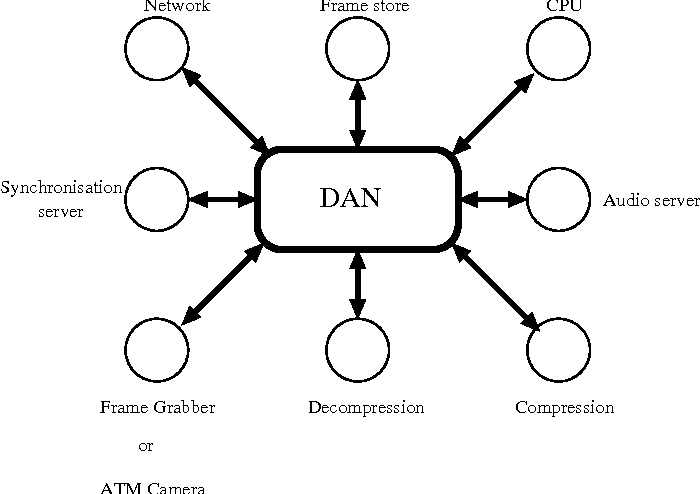 Network
Frame store
CPU
Synchronisation
server
DAN
Audio server
Frame Grabber
Decompression
Compression
or
ATM Camera